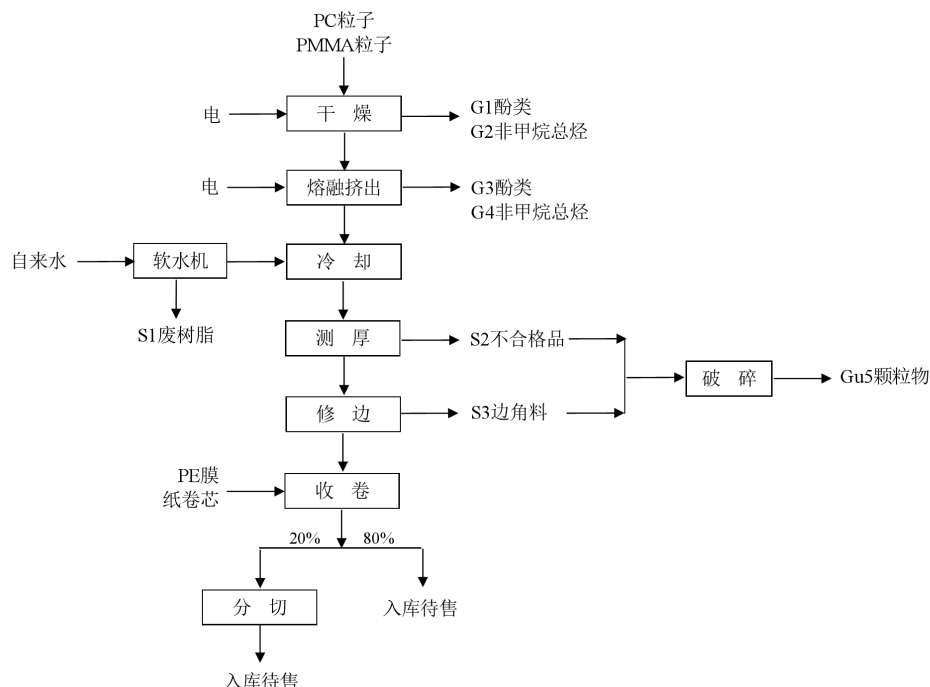 PC粒子
PMMA粒子
电
干 燥
G1酚类
G2非甲烷总烃
电
熔融挤出
G3酚类
G4非甲烷总烃
自来水
软水机
冷 却
S1废树脂
测 厚
S2不合格品
破 碎
Gu5颗粒物
修 边
S3边角料
PE膜
纸卷芯
收 卷
20%
80%
分 切
入库待售
入库待售